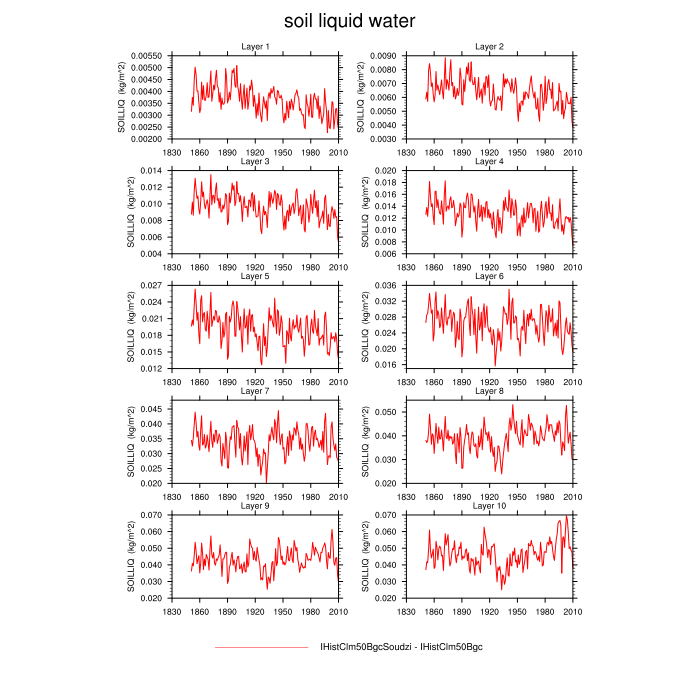 soil liquid water
Layer 1
Layer 2
0.00550
0.00500
0.00450
0.00400
0.00350
0.00300
0.00250
0.00200
SOILLIQ (kg/m^2)
1830 1860 1890 1920 1950 1980 2010
0.0090
0.0080
0.0070
0.0060
0.0050
0.0040
0.0030
SOILLIQ (kg/m^2)
1830 1860 1890 1920 1950 1980 2010
Layer 3
Layer 4
0.014
0.012
0.010
0.008
0.006
0.004
SOILLIQ (kg/m^2)
1830 1860 1890 1920 1950 1980 2010
0.020
0.018
0.016
0.014
0.012
0.010
0.008
0.006
SOILLIQ (kg/m^2)
1830 1860 1890 1920 1950 1980 2010
Layer 5
Layer 6
0.027
0.024
0.021
0.018
0.015
0.012
SOILLIQ (kg/m^2)
1830 1860 1890 1920 1950 1980 2010
0.036
0.032
0.028
0.024
0.020
0.016
SOILLIQ (kg/m^2)
1830 1860 1890 1920 1950 1980 2010
Layer 7
Layer 8
0.045
0.040
0.035
0.030
0.025
0.020
SOILLIQ (kg/m^2)
1830 1860 1890 1920 1950 1980 2010
0.050
0.040
0.030
0.020
SOILLIQ (kg/m^2)
1830 1860 1890 1920 1950 1980 2010
Layer 9
Layer 10
0.070
0.060
0.050
0.040
0.030
0.020
SOILLIQ (kg/m^2)
1830 1860 1890 1920 1950 1980 2010
0.070
0.060
0.050
0.040
0.030
0.020
SOILLIQ (kg/m^2)
1830 1860 1890 1920 1950 1980 2010
IHistClm50BgcSoudzi - IHistClm50Bgc